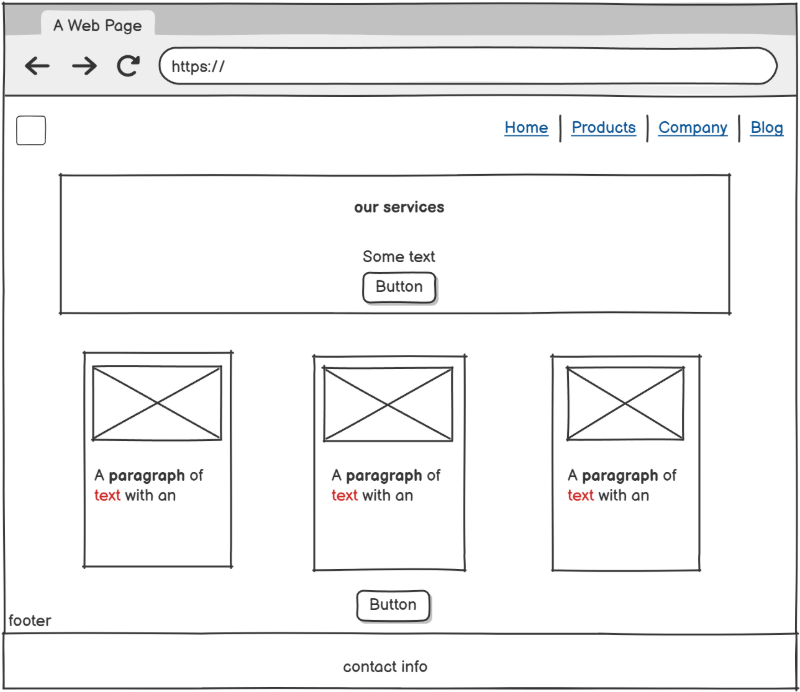 A Web Page
https://
Home | Products | Company | Blog
our services
Some text
Button
A paragraph of
text with an
A paragraph of
text with an
A paragraph of
text with an
Button
footer
contact info